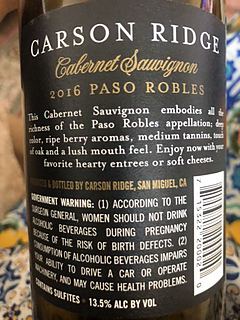 CARSON RIDGE
Cabernet Sauvignon
2016 PASO ROBLES
This Cabernet Sauvignon embodies all the
richness of the Paso Robles appellation; deep
color, ripe berry aromas, medium tannins, touch
of oak and a lush mouth feel. Enjoy now with your
favorite hearty entrees or soft cheeses.
& BOTTLED BY CARSON RIDGE, SAN MIGUEL, CA
GOVERNMENT WARNING: (1) ACCORDING TO THE
SURGEON GENERAL, WOMEN SHOULD NOT DRINK
ALCOHOLIC BEVERAGES DURING PREGNANCY
BECAUSE OF THE RISK OF BIRTH DEFECTS. (2)
CONSUMPTION OF ALCOHOLIC BEVERAGES IMPAIRS
YOUR ABILITY TO DRIVE A CAR OR OPERATE
MACHINERY, AND MAY CAUSE HEALTH PROBLEMS.
CONTAINS SULFITES • 13.5% ALC BY VOL